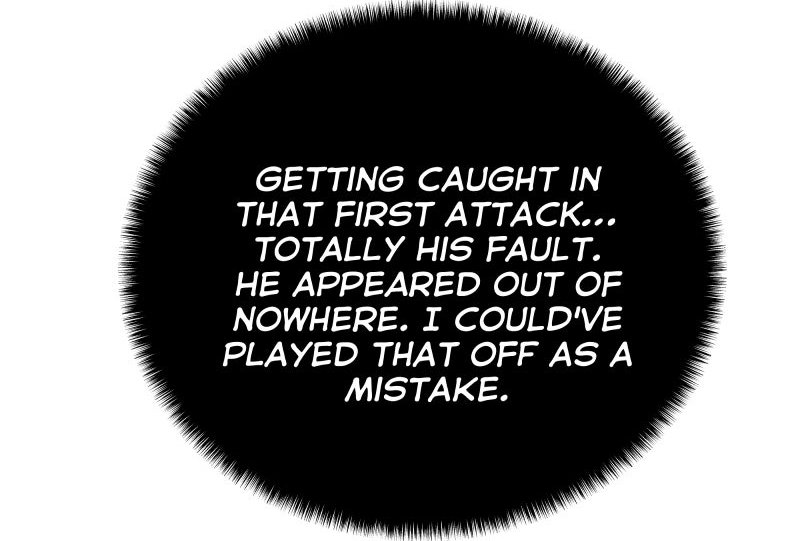 GETTING CAUGHT IN
THAT FIRST ATTACK...
TOTALLY HIS FAULT.
HE APPEARED OUT OF
NOWHERE. I COULD'VE
PLAYED THAT OFF AS A
MISTAKE.